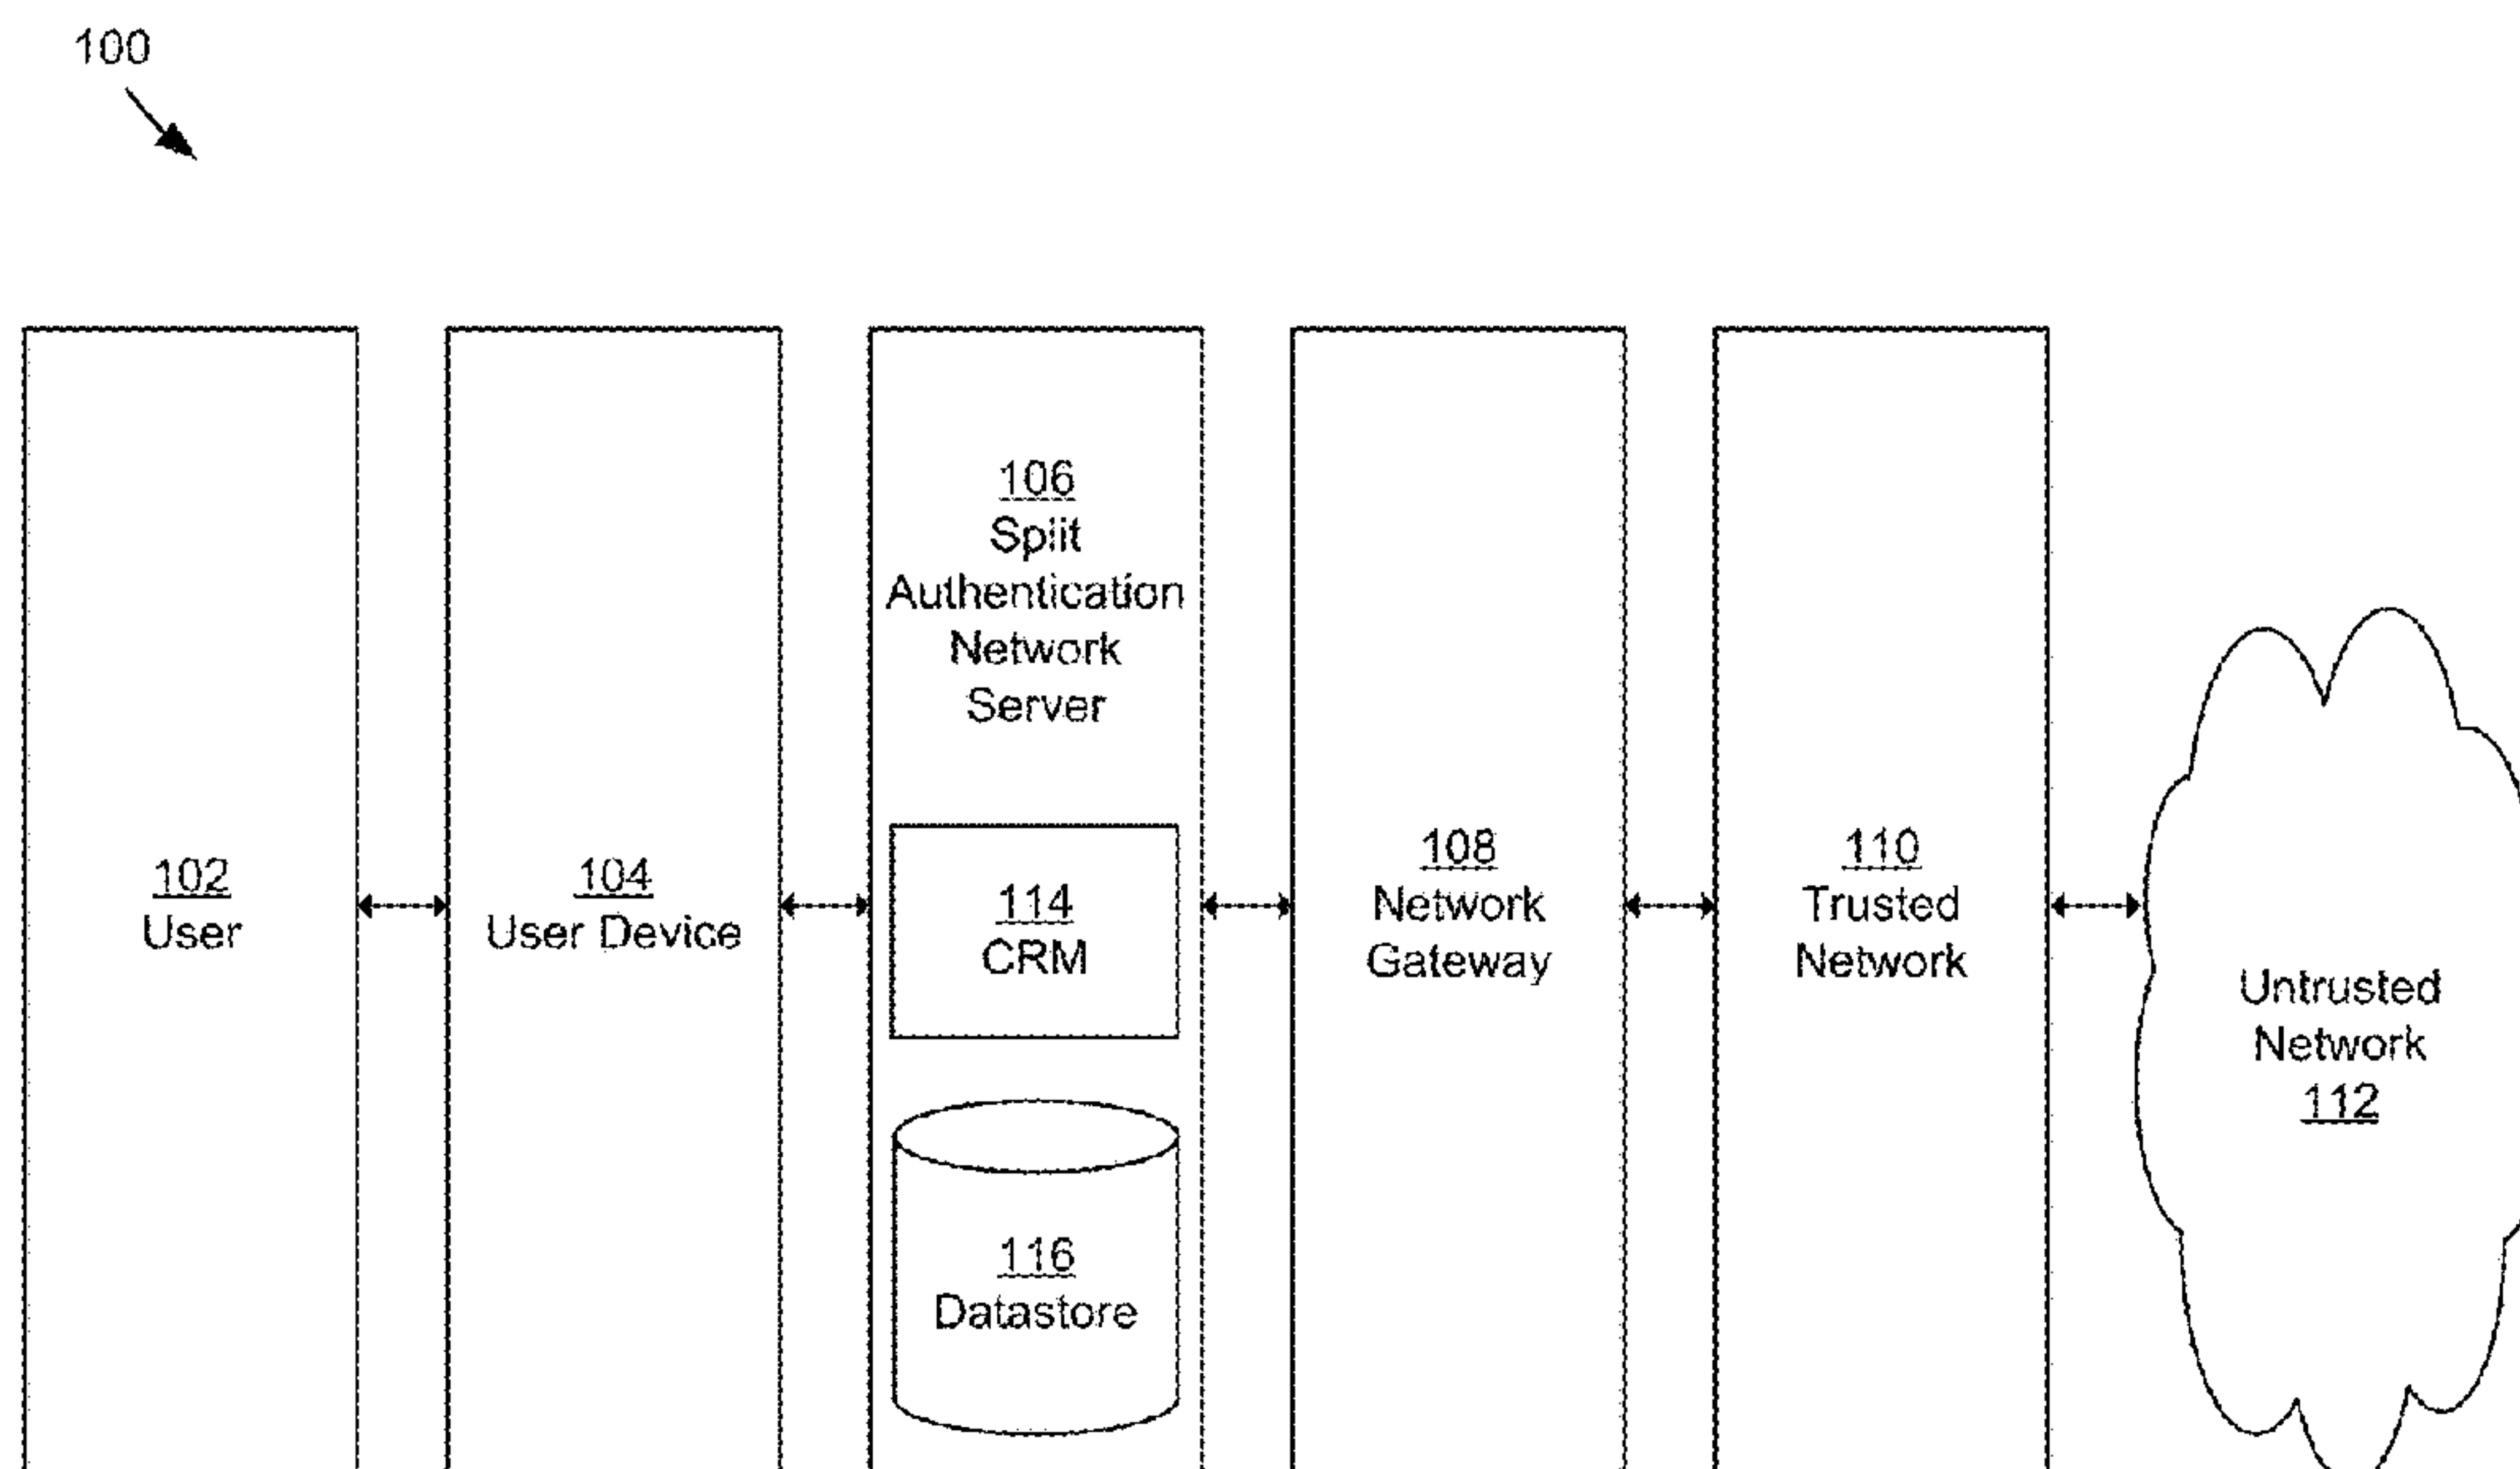 100
102
User
104
User Device
106
Split
Authentication
Network
Server
114
CRM
116
Datastore
108
Network
Gateway
110
Trusted
Network
Untrusted
Network
112